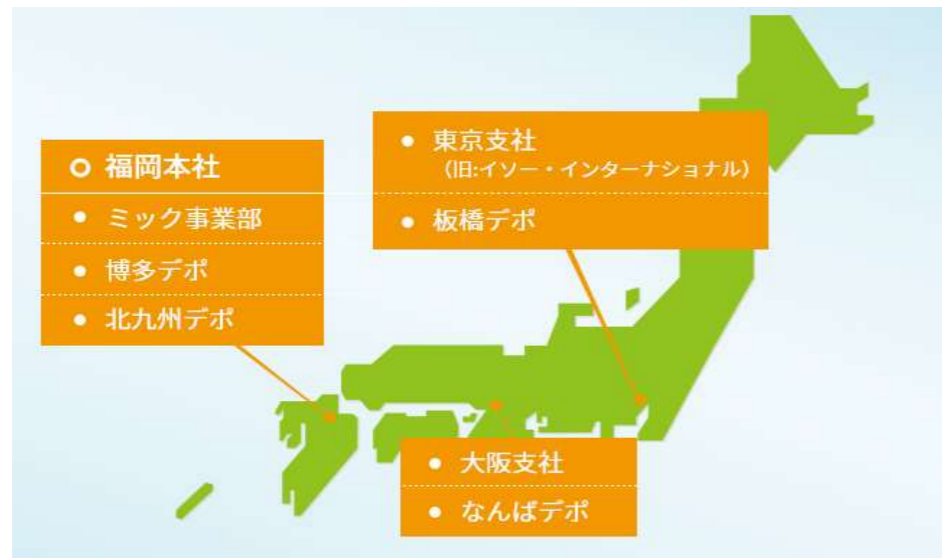 福岡本社
ミック事業部
博多デポ
北九州デポ
東京支社
（旧:イソー・インターナショナル）
板橋デポ
大阪支社
なんばデポ